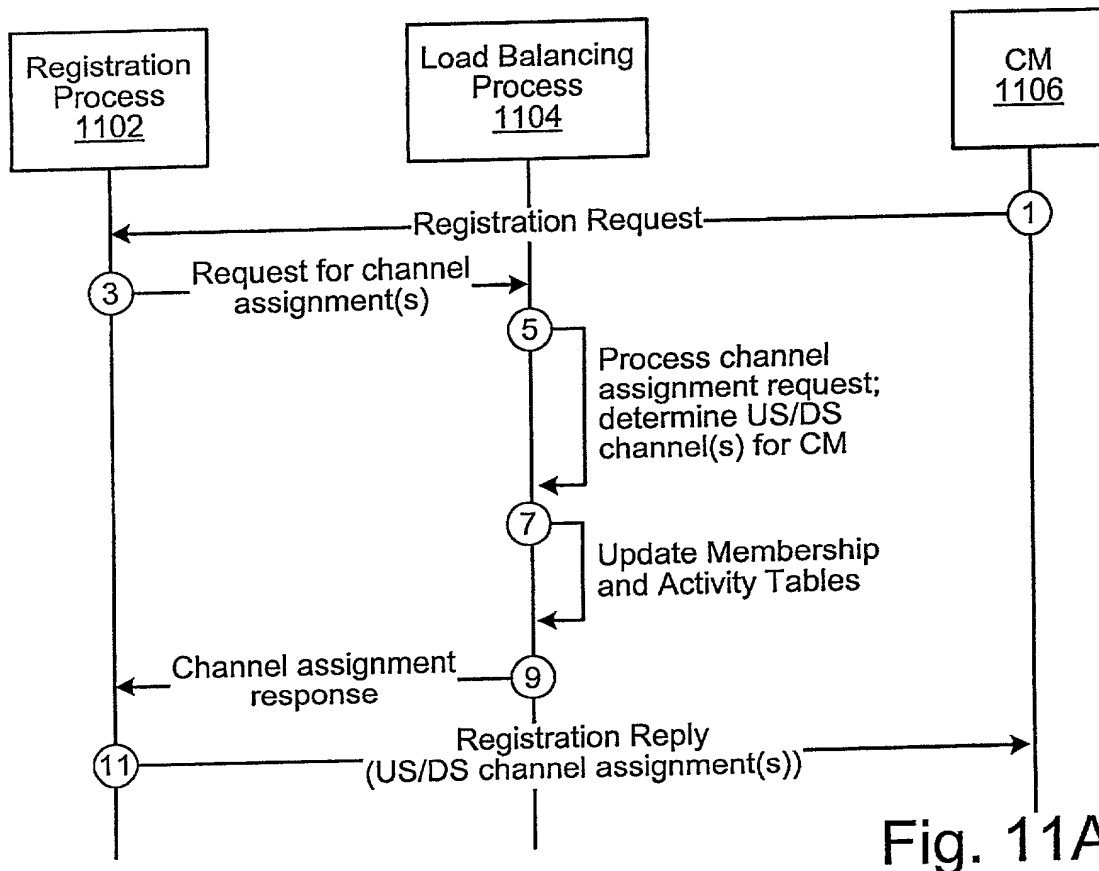 Registration
Process
1102
Load Balancing
Process
1104
CM
1106
1
Registration Request
3
Request for channel
assignment(s)
5
Process channel
assignment request;
determine US/DS
channel(s) for CM
7
Update Membership
and Activity Tables
9
Channel assignment
response
11
Registration Reply
(US/DS channel assignment(s))
Fig. 11A